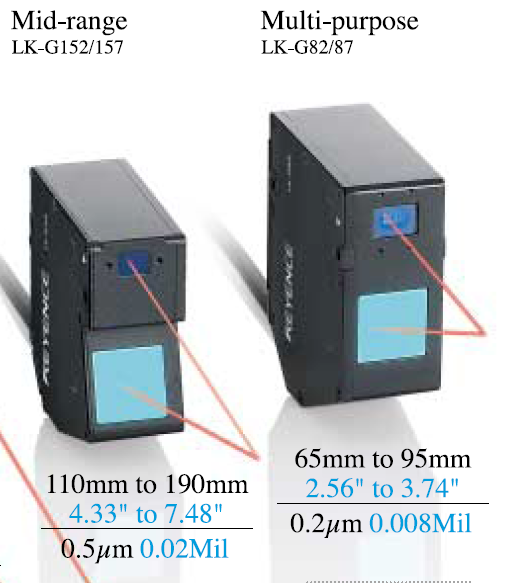 Mid-range
LK-G152/157
Multi-purpose
LK-G82/87
KEYENCE
KEYENCE
110mm to 190mm
4.33" to 7.48"
0.5µm 0.02Mil
65mm to 95mm
2.56" to 3.74"
0.2µm 0.008Mil